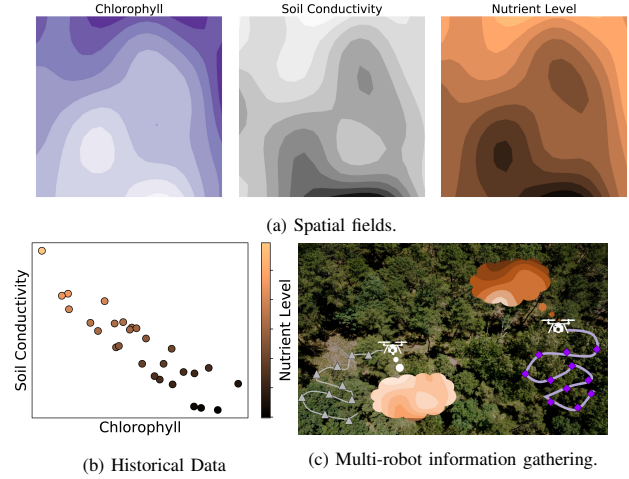 Chlorophyll
Soil Conductivity
Nutrient Level
(a) Spatial fields.
Soil Conductivity
Nutrient Level
Chlorophyll
(b) Historical Data
(c) Multi-robot information gathering.